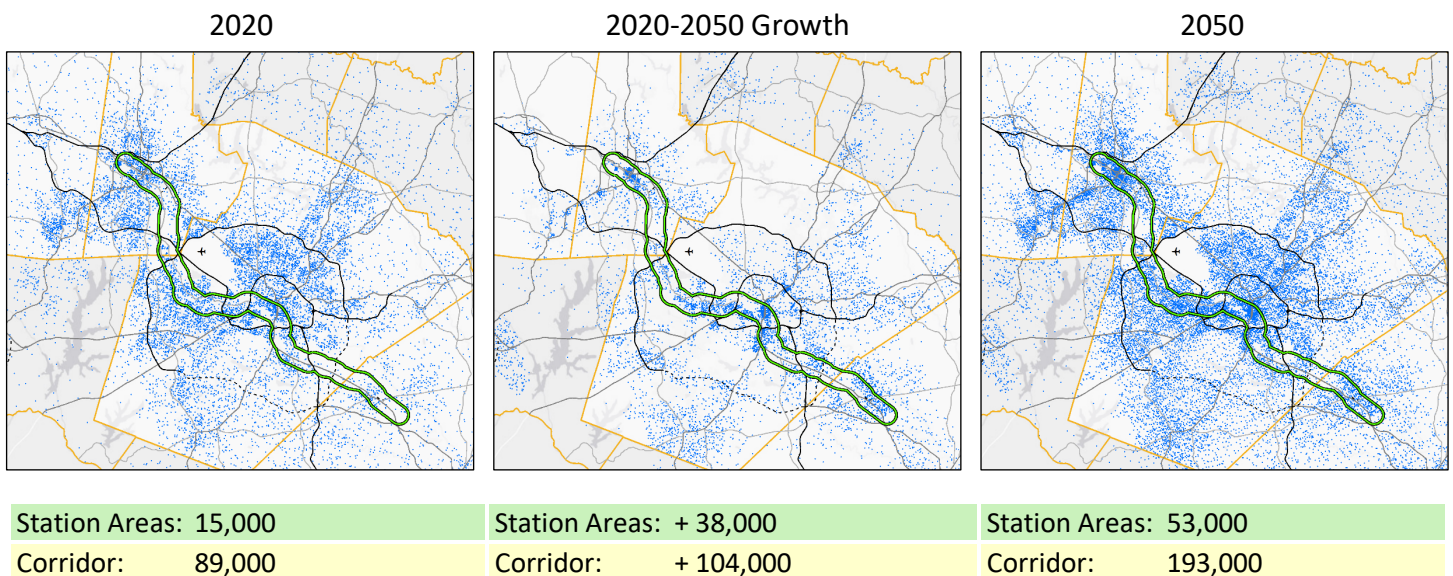 2020
2020-2050 Growth
2050
Station Areas: 15,000
Station Areas: + 38,000
Station Areas: 53,000
Corridor: 89,000
Corridor: + 104,000
Corridor: 193,000